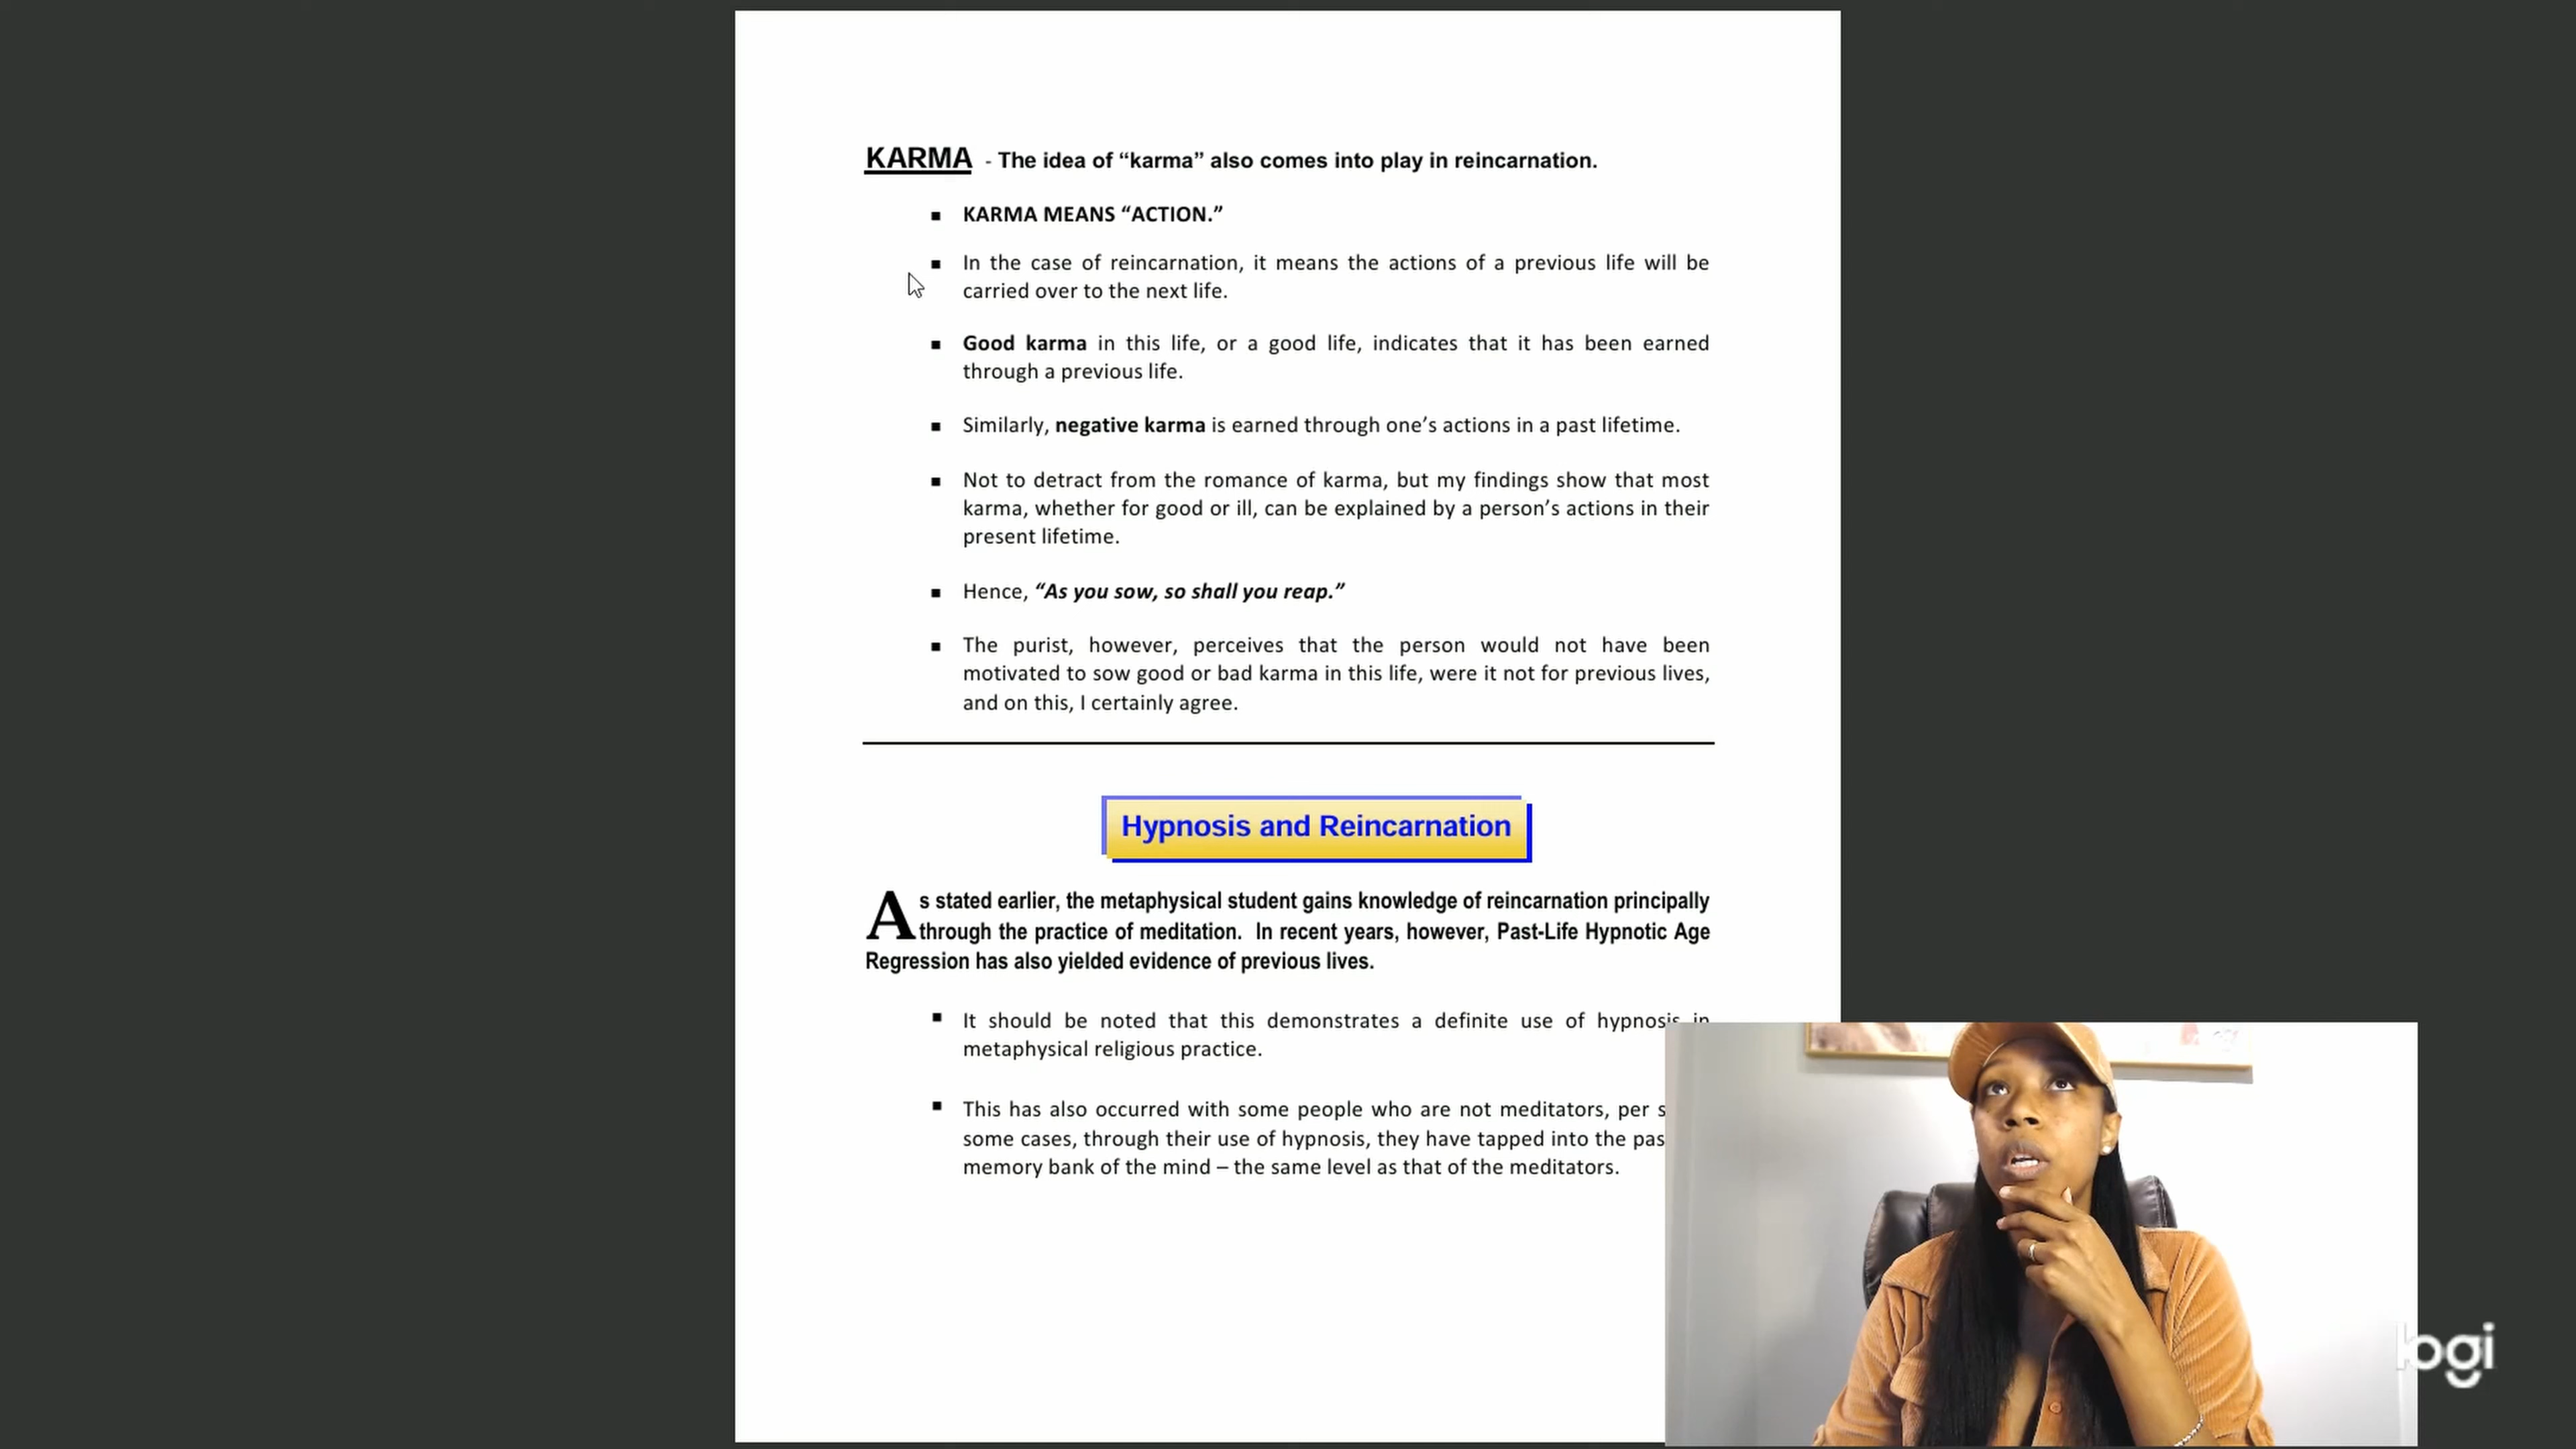 KARMA - The idea of “karma” also comes into play in reincarnation.
▪ KARMA MEANS “ACTION.”
▪ In the case of reincarnation, it means the actions of a previous life will be
carried over to the next life.
▪ Good karma in this life, or a good life, indicates that it has been earned
through a previous life.
▪ Similarly, negative karma is earned through one’s actions in a past lifetime.
▪ Not to detract from the romance of karma, but my findings show that most
karma, whether for good or ill, can be explained by a person’s actions in their
present lifetime.
▪ Hence, “As you sow, so shall you reap.”
▪ The purist, however, perceives that the person would not have been
motivated to sow good or bad karma in this life, were it not for previous lives,
and on this, I certainly agree.
Hypnosis and Reincarnation
As stated earlier, the metaphysical student gains knowledge of reincarnation principally
through the practice of meditation. In recent years, however, Past-Life Hypnotic Age
Regression has also yielded evidence of previous lives.
▪ It should be noted that this demonstrates a definite use of hypnosis in
metaphysical religious practice.
▪ This has also occurred with some people who are not meditators, per
some cases, through their use of hypnosis, they have tapped into the
memory bank of the mind – the same level as that of the meditators.
logi